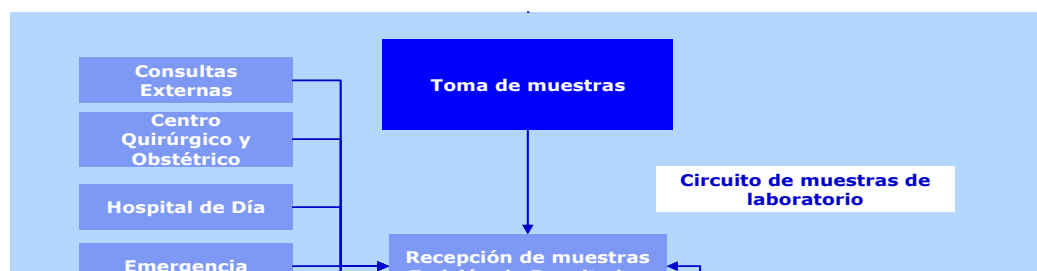 Consultas
Externas
Toma de muestras
Centro
Quirúrgico y
Obstétrico
Circuito de muestras de
laboratorio
Hospital de Día
Recepción de muestras
Emergencia